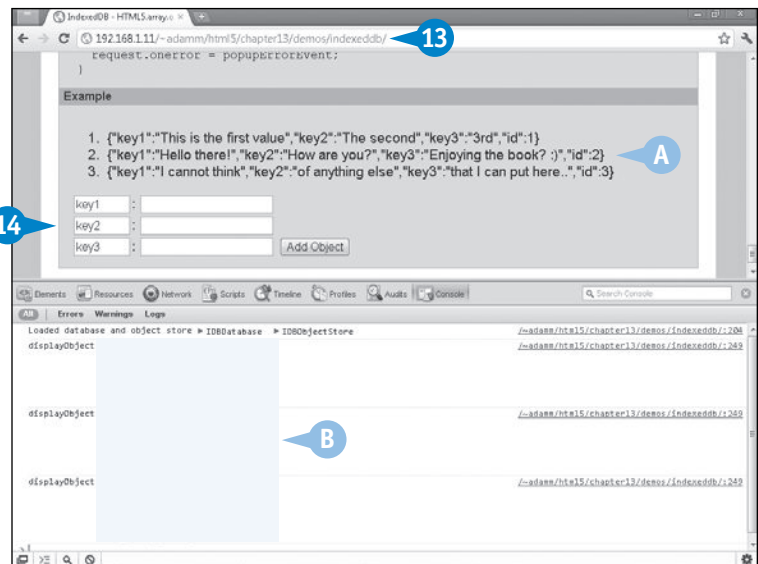 IndexedDB - HTML5.array.o ×
192.168.1.11/~adamm/html5/chapter13/demos/indexeddb/
13
request.onerror = popupErrorEvent;
}
Example
1. {"key1":"This is the first value","key2":"The second","key3":"3rd","id":1}
2. {"key1":"Hello there!","key2":"How are you?","key3":"Enjoying the book? :)","id":2}
A
3. {"key1":"I cannot think","key2":"of anything else","key3":"that I can put here..","id":3}
key1 :
14
key2 :
key3 : Add Object
Elements Resources Network Scripts Timeline Profiles Audits Console Search Console
All Errors Warnings Logs
Loaded database and object store ▶ IDBDatabase ▶ IDBObjectStore /~adamm/html5/chapter13/demos/indexeddb/:204
displayObject /~adamm/html5/chapter13/demos/indexeddb/:249
displayObject /~adamm/html5/chapter13/demos/indexeddb/:249
B
displayObject /~adamm/html5/chapter13/demos/indexeddb/:249
>